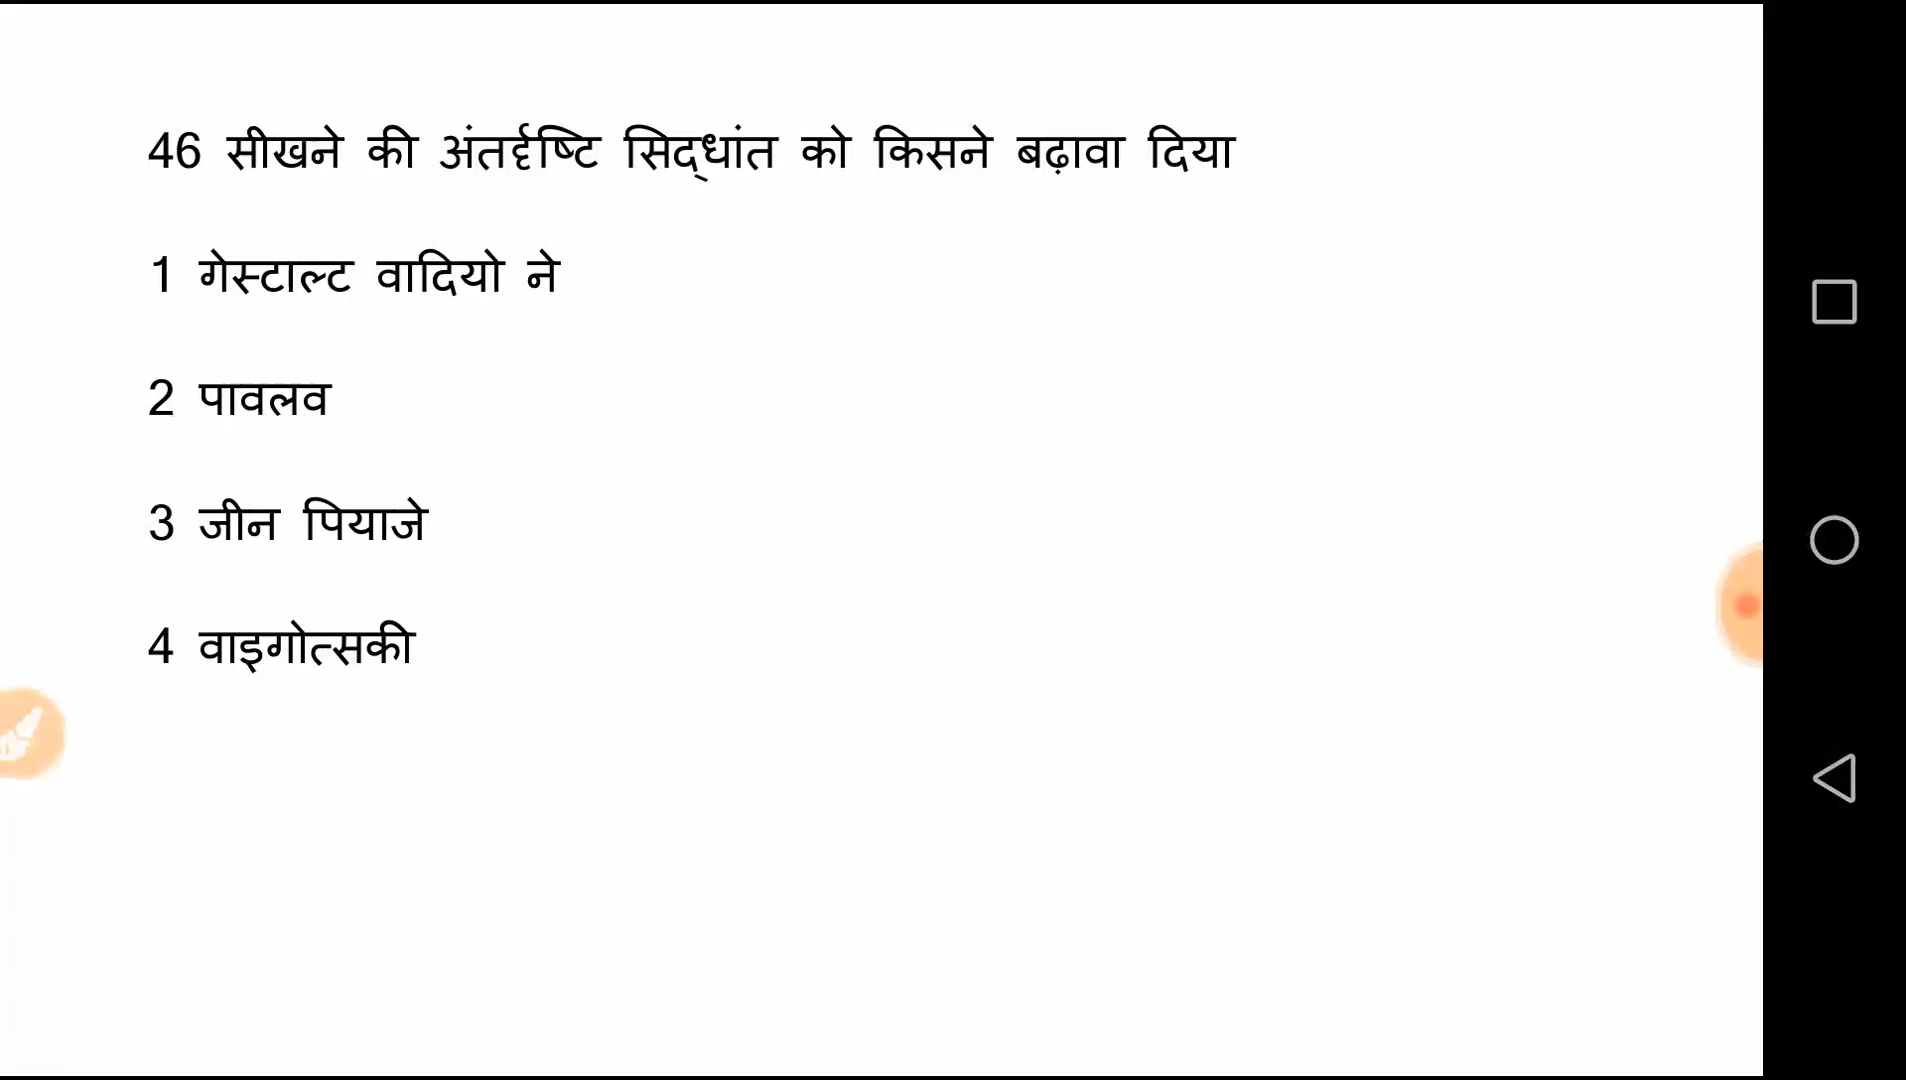 46 सीखने की अंतर्दृष्टि सिद्धांत को किसने बढ़ावा दिया
1 गेस्टाल्ट वादियो ने
2 पावलव
3 जीन पियाजे
4 वाइगोत्सकी